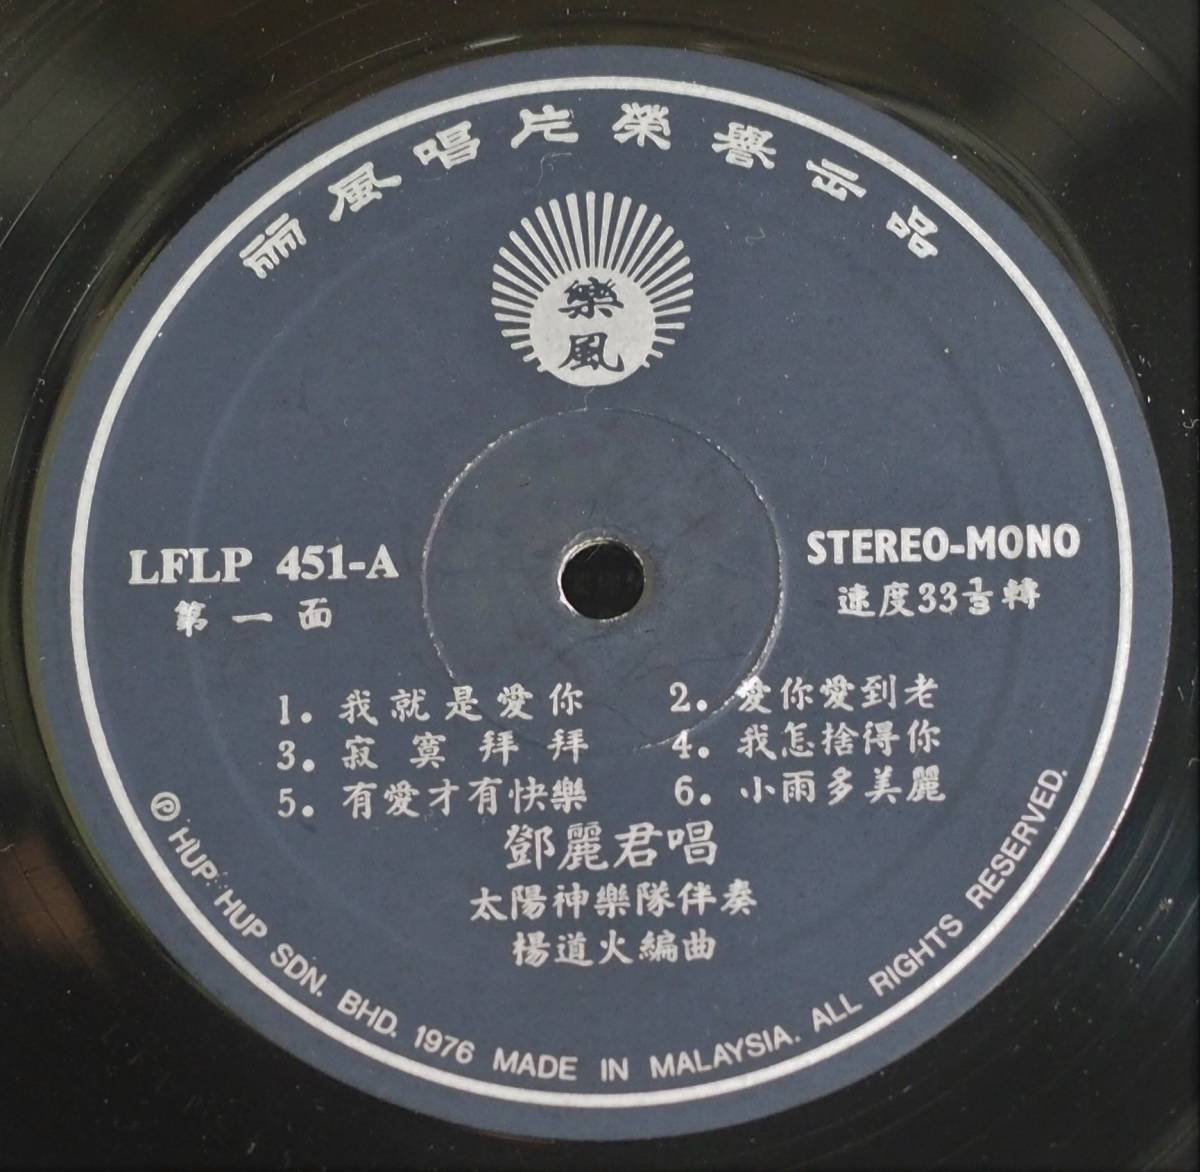 丽風唱片榮譽出品
樂風
LFLP 451-A
第一面
STEREO-MONO
速度33⅓轉
1. 我就是愛你
2. 愛你愛到老
3. 寂寞拜拜
4. 我怎捨得你
5. 有愛才有快樂
6. 小雨多美麗
鄧麗君唱
太陽神樂隊伴奏
楊道火編曲
Ⓟ HUP HUP SDN. BHD. 1976 MADE IN MALAYSIA. ALL RIGHTS RESERVED.